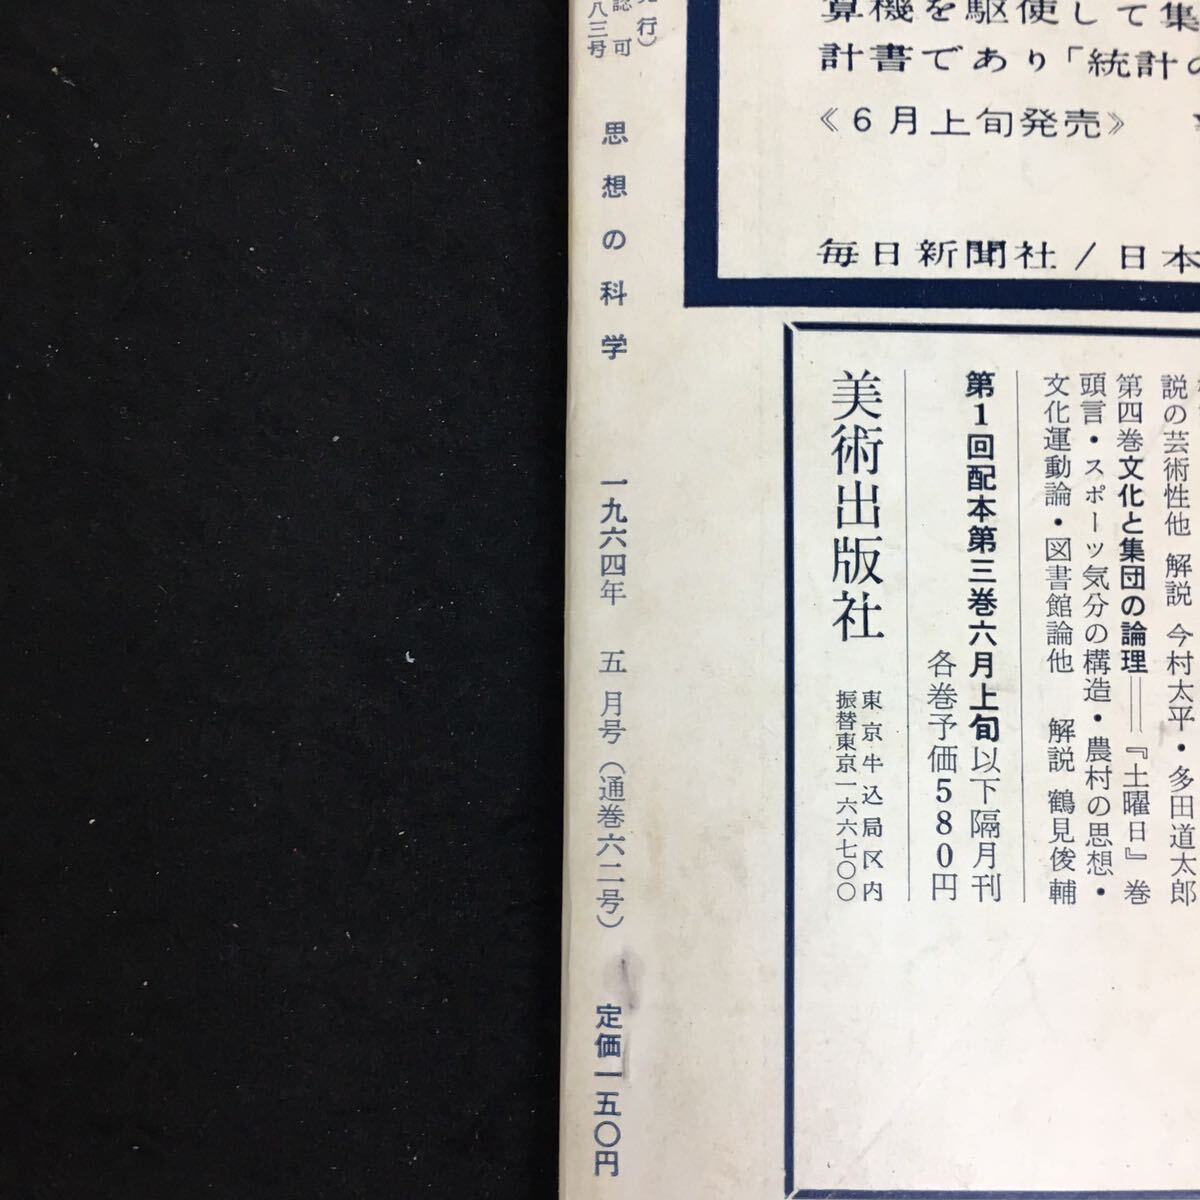 算機を駆使して集
計書であり「統計の
《6月上旬発売》
毎日新聞社/日本
説の芸術性他 解説 今村太平・多田道太郎
第四巻文化と集団の論理＝『土曜日』巻
頭言・スポーツ気分の構造・農村の思想・
文化運動論・図書館論他 解説 鶴見俊輔
第1回配本第三巻六月上旬以下隔月刊
各巻予価580円
美術出版社
東京牛込局区内
振替東京一六六七〇〇
行)
認可
八三号
思想の科学 一九六四年 五月号(通巻六二号) 定価一五〇円